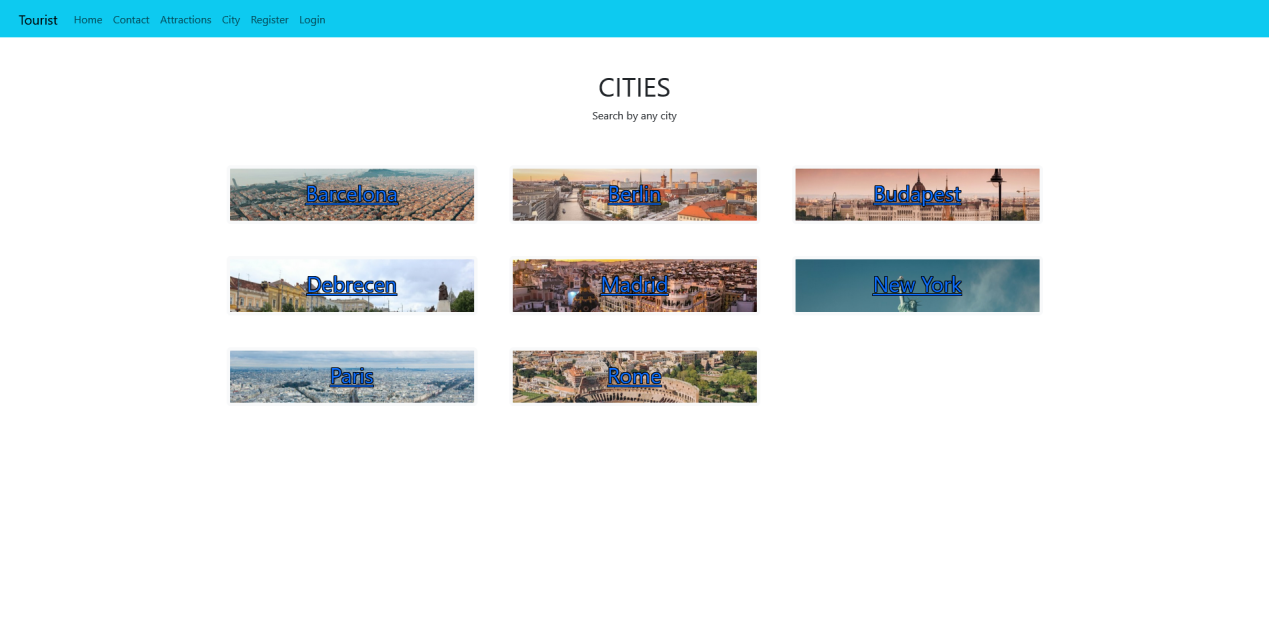 Tourist Home Contact Attractions City Register Login
CITIES
Search by any city
Barcelona
Berlin
Budapest
Debrecen
Madrid
New York
Paris
Rome